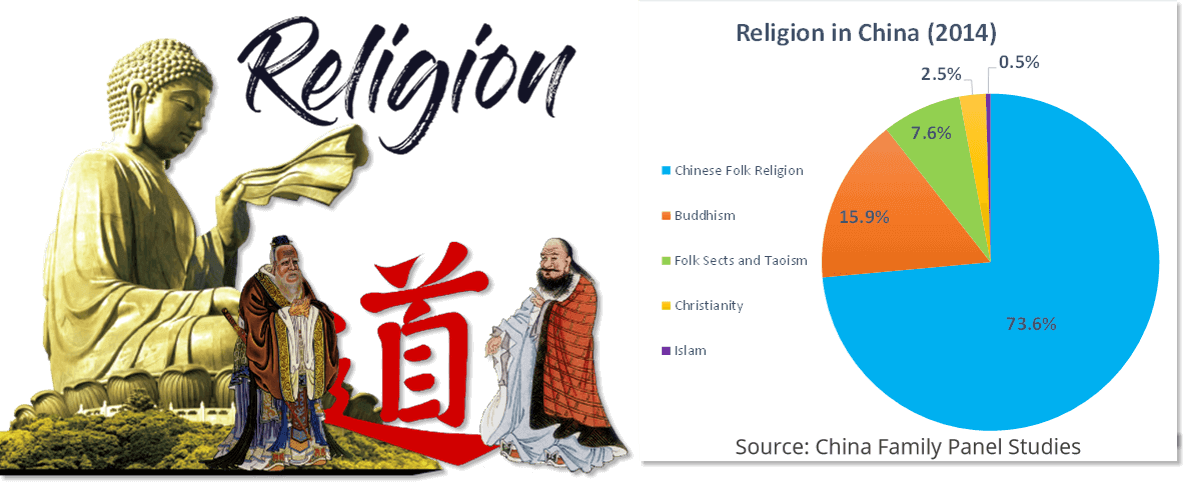 Religion
道
Religion in China (2014)
2.5%
0.5%
7.6%
15.9%
73.6%
Chinese Folk Religion
Buddhism
Folk Sects and Taoism
Christianity
Islam
Source: China Family Panel Studies